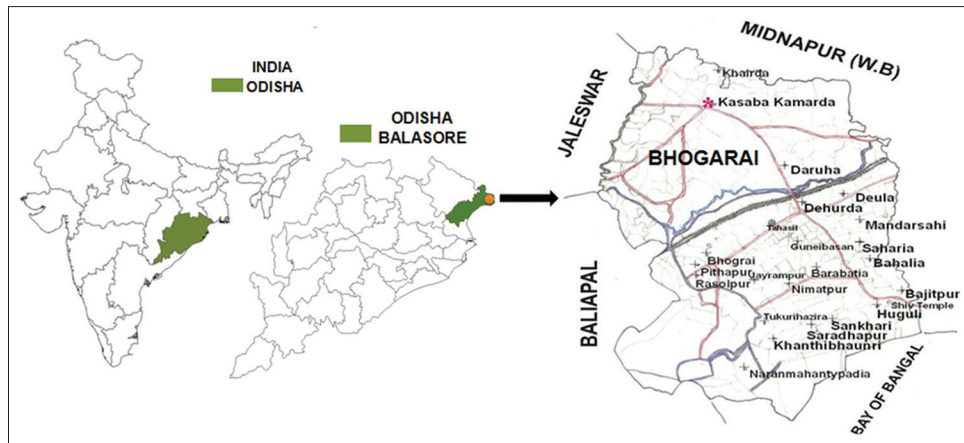 INDIA
ODISHA
ODISHA
BALASORE
MIDNAPUR (W.B)
JALESWAR
Khairda
Kasaba Kamarda
BHOGARAI
Daruha
Deula
Dehurda
Mandarsahi
Tahasil
Guneibasan
Saharia
Bahalia
Bhograi
Pithapur
Rasolpur
Jayrampur
Barabatia
Nimatpur
BALIAPAL
Bajitpur
Shiv Temple
Huguli
Tukurihazira
Sankhari
Saradhapur
Khanthibhaunri
Naranmahantypadia
BAY OF BANGAL